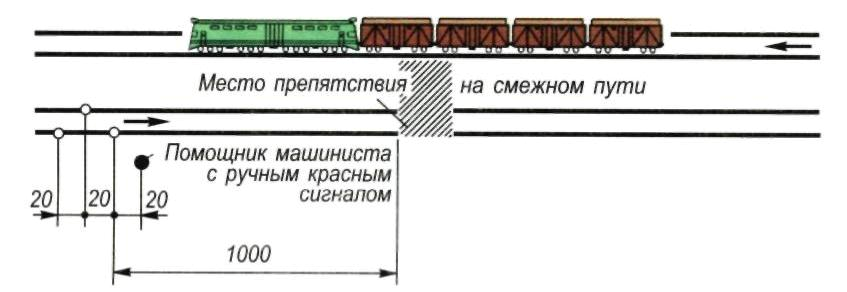 Место препятствия на смежном пути
Помощник машиниста
с ручным красным
сигналом
20 20 20
1000